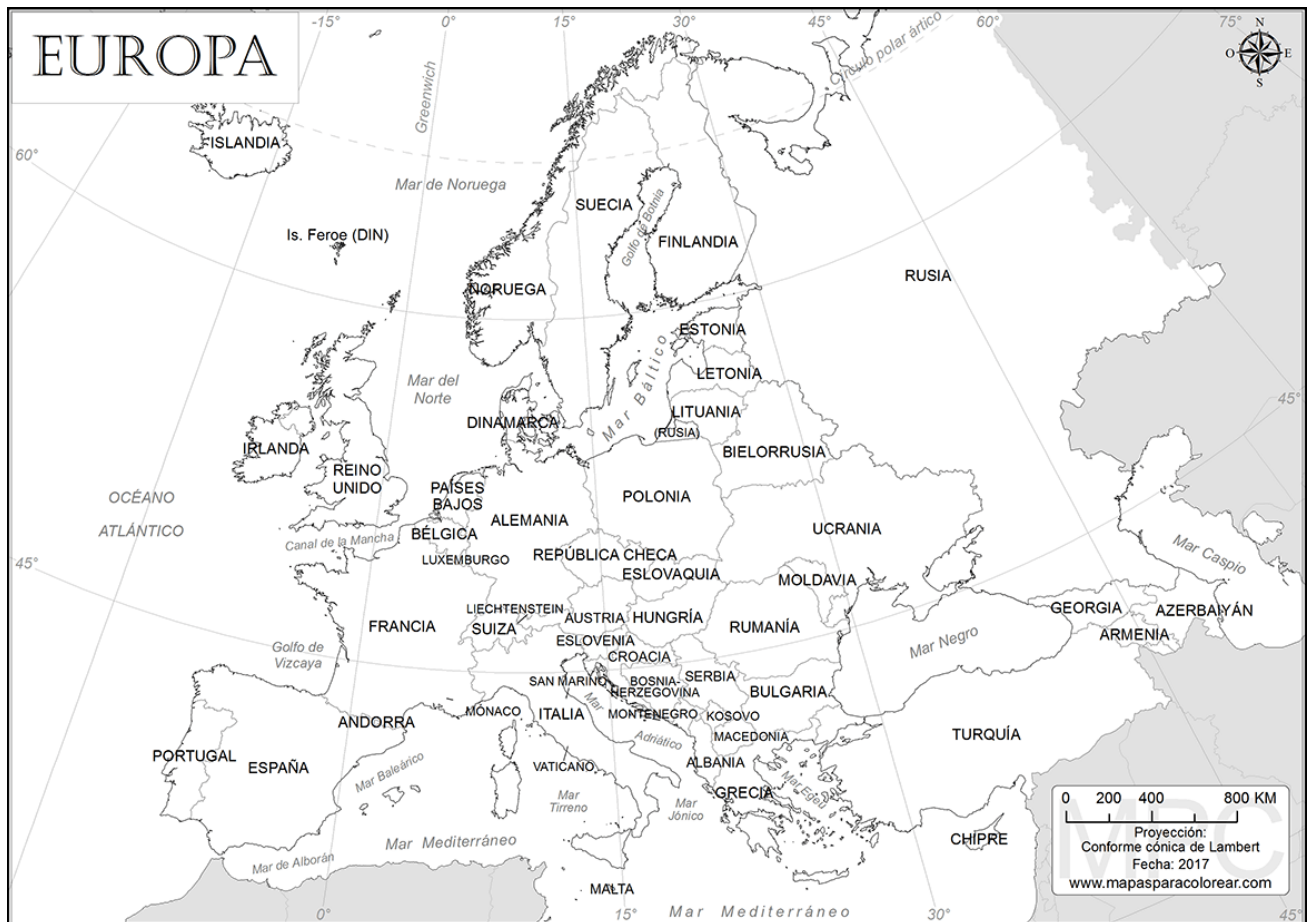 EUROPA
-15°
0°
15°
30°
45°
60°
75°
N
O
E
S
Greenwich
Círculo polar ártico
ISLANDIA
60°
Mar de Noruega
SUECIA
Golfo de Botnia
Is. Feroe (DIN)
FINLANDIA
RUSIA
NORUEGA
ESTONIA
Mar Báltico
LETONIA
Mar del
Norte
LITUANIA
45°
DINAMARCA
(RUSIA)
IRLANDA
BIELORRUSIA
REINO
UNIDO
PAÍSES
BAJOS
POLONIA
OCÉANO
ATLÁNTICO
ALEMANIA
UCRANIA
Canal de la Mancha
BÉLGICA
Mar Caspio
LUXEMBURGO
REPÚBLICA CHECA
45°
ESLOVAQUIA
MOLDAVIA
LIECHTENSTEIN
AUSTRIA
HUNGRÍA
GEORGIA
AZERBAIYÁN
FRANCIA
SUIZA
RUMANÍA
ARMENIA
ESLOVENIA
Mar Negro
Golfo de
Vizcaya
CROACIA
SAN MARINO
BOSNIA-
HERZEGOVINA
SERBIA
BULGARIA
Mar
Adriático
MÓNACO
ITALIA
MONTENEGRO
KOSOVO
ANDORRA
MACEDONIA
TURQUÍA
PORTUGAL
ESPAÑA
Mar Baleárico
VATICANO
ALBANIA
Mar Egeo
GRECIA
Mar
Tirreno
Mar
Jónico
Mar Mediterráneo
CHIPRE
Mar de Alborán
MALTA
MPC
0 200 400 800 KM
Proyección:
Conforme cónica de Lambert
Fecha: 2017
www.mapasparacolorear.com
0°
15°
Mar Mediterráneo
30°
45°